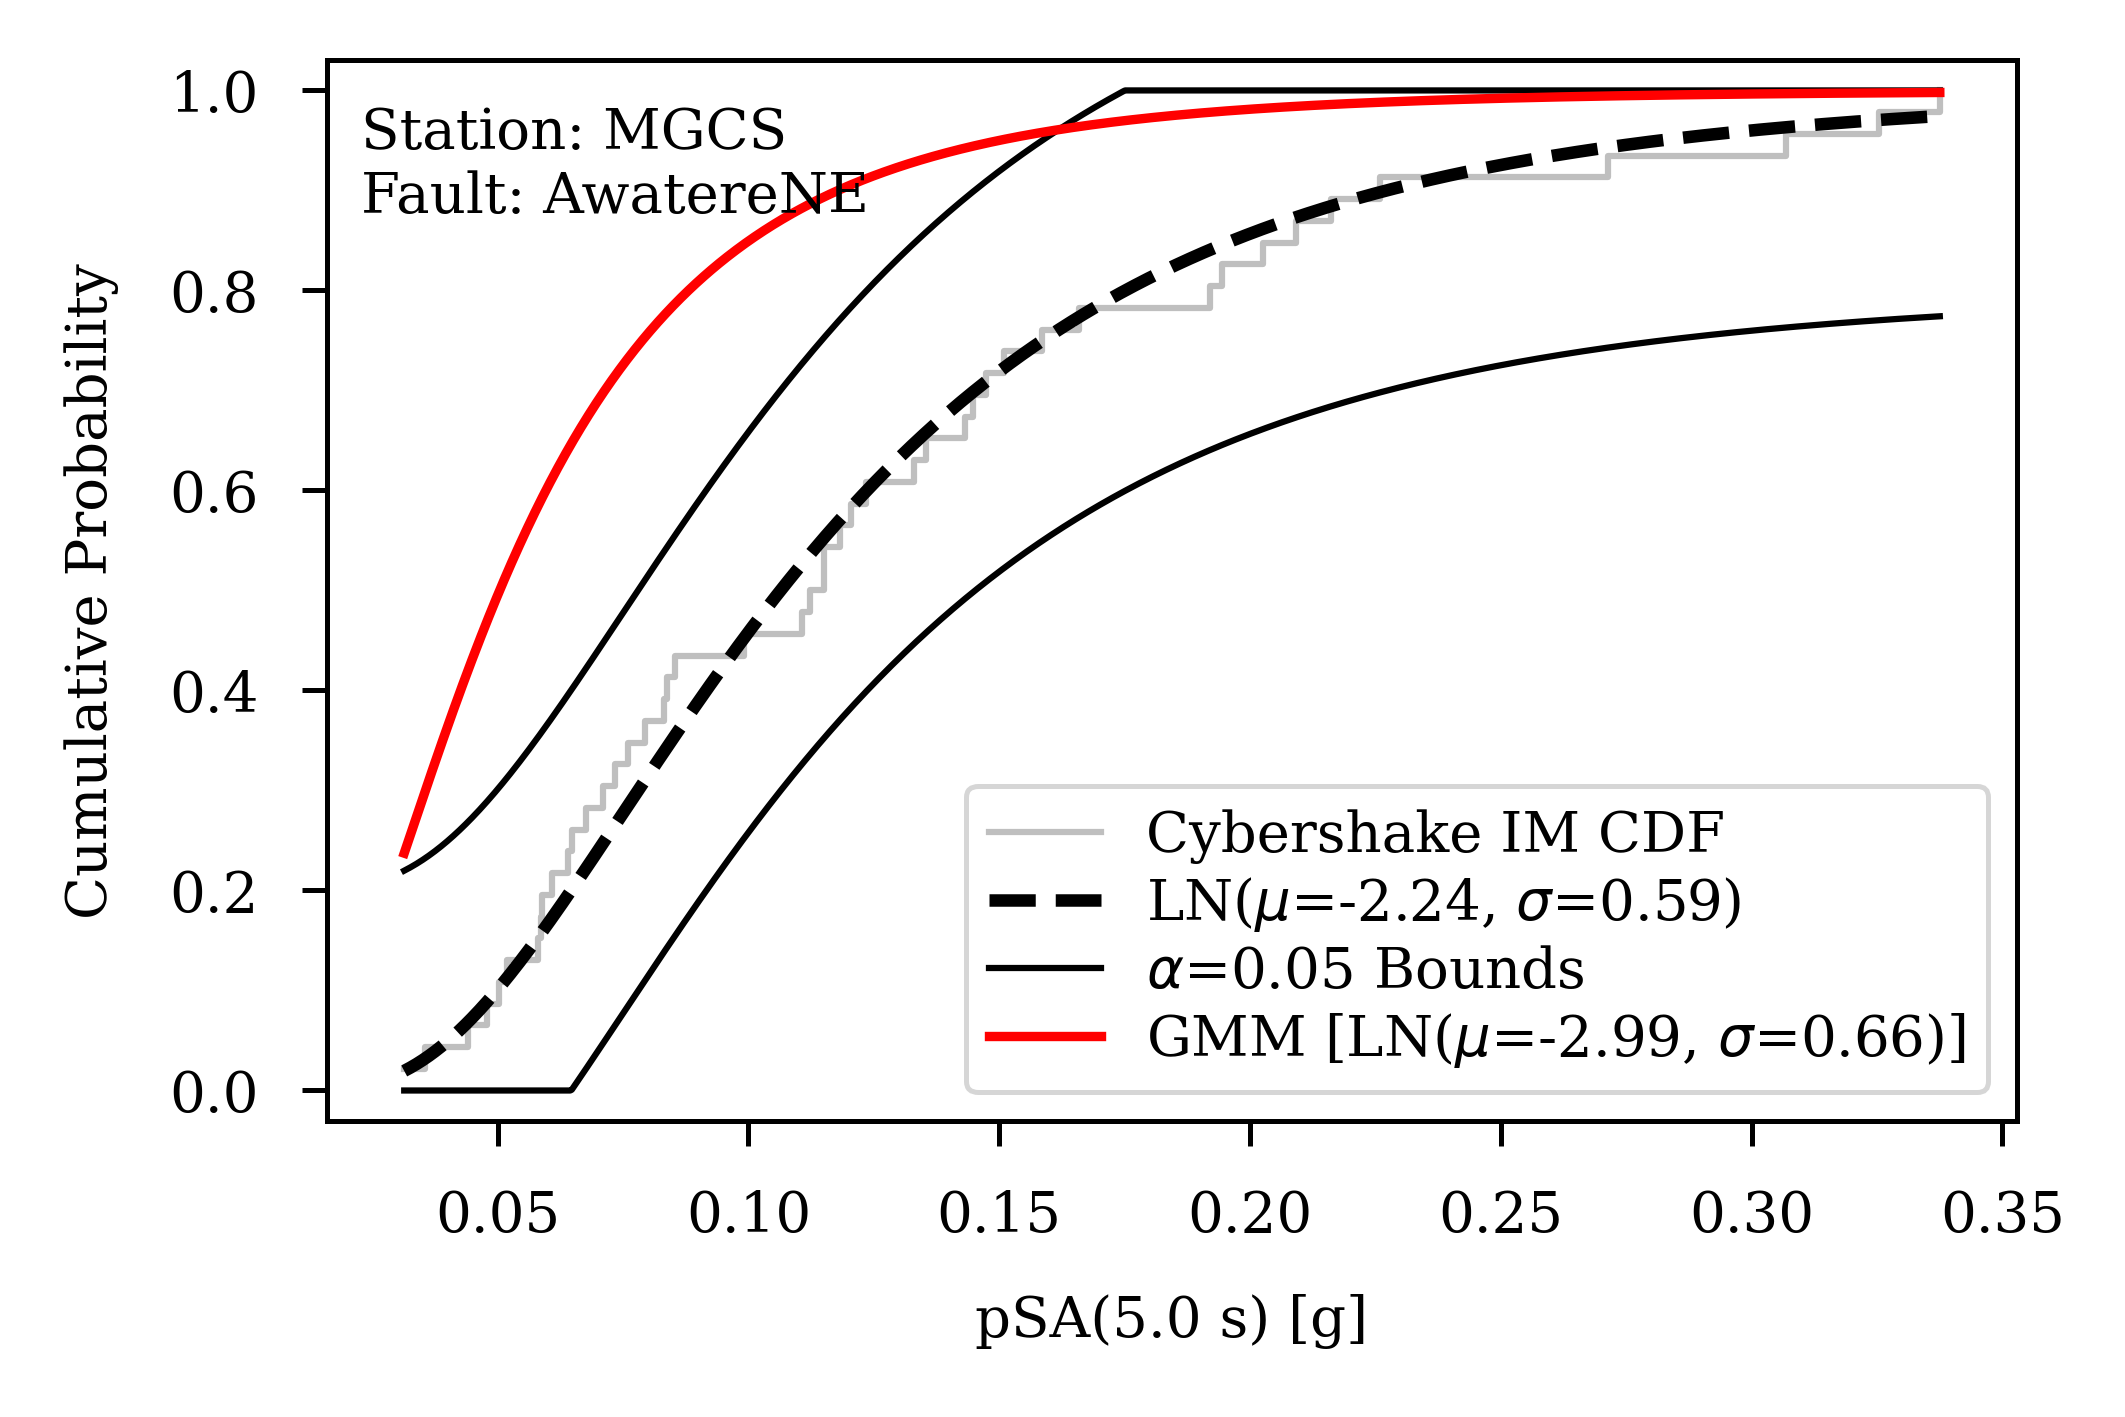 Station: MGCS
Fault: AwatereNE
Cumulative Probability
1.0
0.8
0.6
0.4
0.2
0.0
Cybershake IM CDF
LN(μ=-2.24, σ=0.59)
α=0.05 Bounds
GMM [LN(μ=-2.99, σ=0.66)]
0.05 0.10 0.15 0.20 0.25 0.30 0.35
pSA(5.0 s) [g]